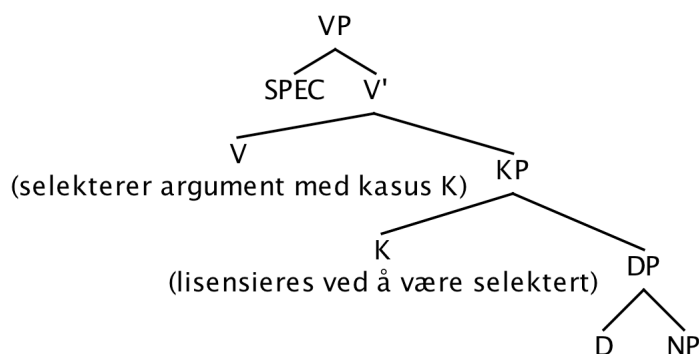 VP
SPEC V'
V
KP
(selekterer argument med kasus K)
K
DP
(lisensieres ved å være selektert)
D NP